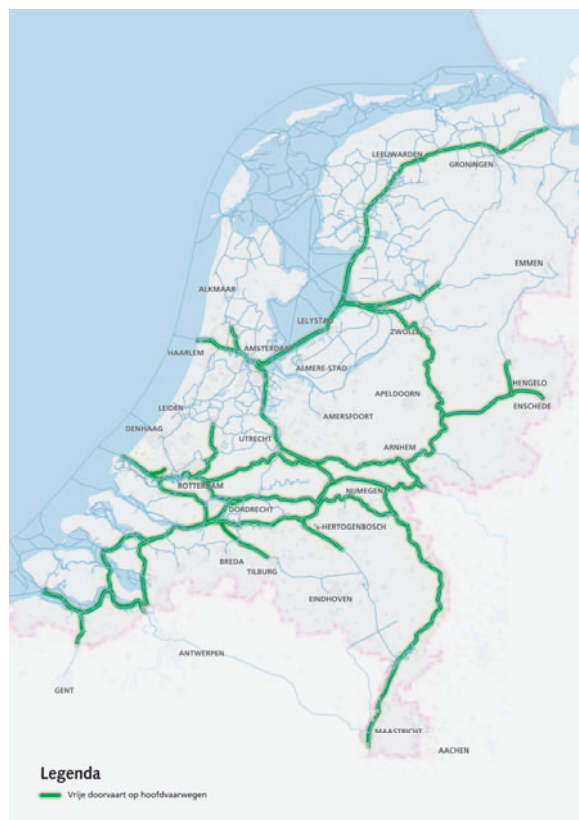 LEEUWARDEN
GRONINGEN
EMMEN
ALKMAAR
LELYSTAD
ZWOLLE
AMSTERDAM
HAARLEM
ALMERE-STAD
HENGELO
APELDOORN
ENSCHEDE
LEIDEN
AMERSFOORT
DENHAAG
UTRECHT
ARNHEM
ROTTERDAM
NIJMEGEN
DORDRECHT
's-HERTOGENBOSCH
BREDA
TILBURG
EINDHOVEN
ANTWERPEN
GENT
MAASTRICHT
AACHEN
Legenda
Vrije doorvaart op hoofdvaarwegen